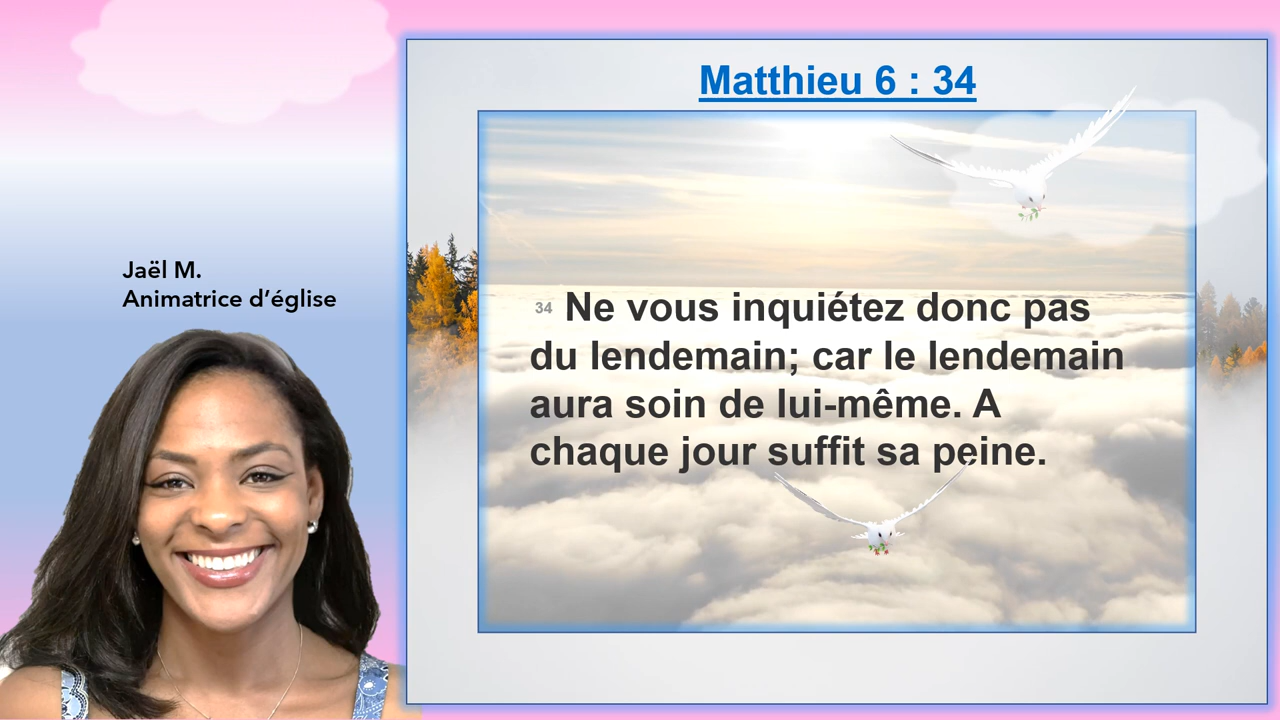 Matthieu 6 : 34
Jaël M.
Animatrice d’église
34 Ne vous inquiétez donc pas
du lendemain; car le lendemain
aura soin de lui-même. A
chaque jour suffit sa peine.